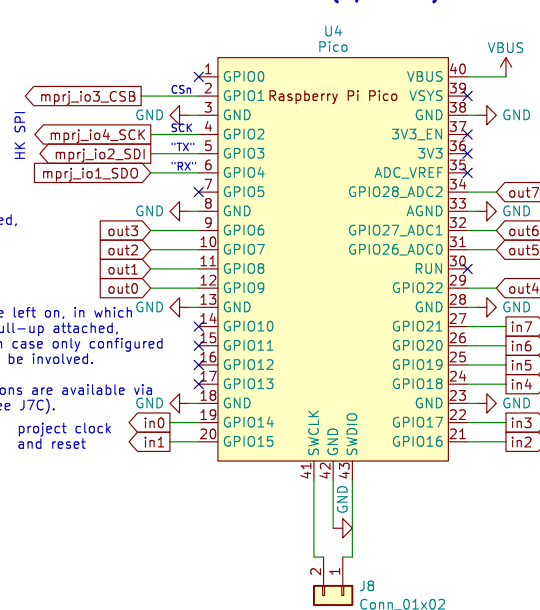 U4
Pico
VBUS
1 GPIO0 VBUS 40
mprj_io3_CSB CSn 2 GPIO1 Raspberry Pi Pico VSYS 39
GND 3 GND GND 38 GND
HK SPI
mprj_io4_SCK SCK 4 GPIO2 3V3_EN 37
mprj_io2_SDI "TX" 5 GPIO3 3V3 36
mprj_io1_SDO "RX" 6 GPIO4 ADC_VREF 35
7 GPIO5 GPIO28_ADC2 34 out7
GND 8 GND AGND 33 GND
out3 9 GPIO6 GPIO27_ADC1 32 out6
out2 10 GPIO7 GPIO26_ADC0 31 out5
out1 11 GPIO8 RUN 30
out0 12 GPIO9 GPIO22 29 out4
GND 13 GND GND 28 GND
14 GPIO10 GPIO21 27 in7
15 GPIO11 GPIO20 26 in6
16 GPIO12 GPIO19 25 in5
17 GPIO13 GPIO18 24 in4
GND 18 GND GND 23 GND
in0 19 GPIO14 GPIO17 22 in3
in1 20 GPIO15 GPIO16 21 in2
left on, in which
attached,
case only configured
be involved.
are available via
J7C).
project clock
and reset
SWCLK GND SWDIO
41 42 43
GND
2 1
J8
Conn_01x02